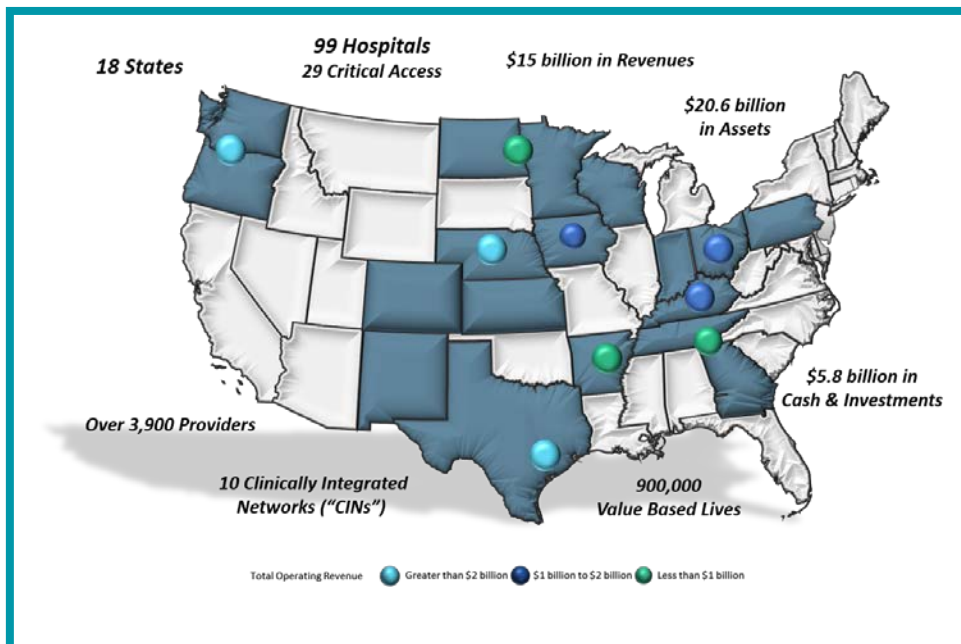 18 States
99 Hospitals
29 Critical Access
$15 billion in Revenues
$20.6 billion
in Assets
$5.8 billion in
Cash & Investments
Over 3,900 Providers
10 Clinically Integrated
Networks (“CINs”)
900,000
Value Based Lives
Total Operating Revenue Greater than $2 billion $1 billion to $2 billion Less than $1 billion